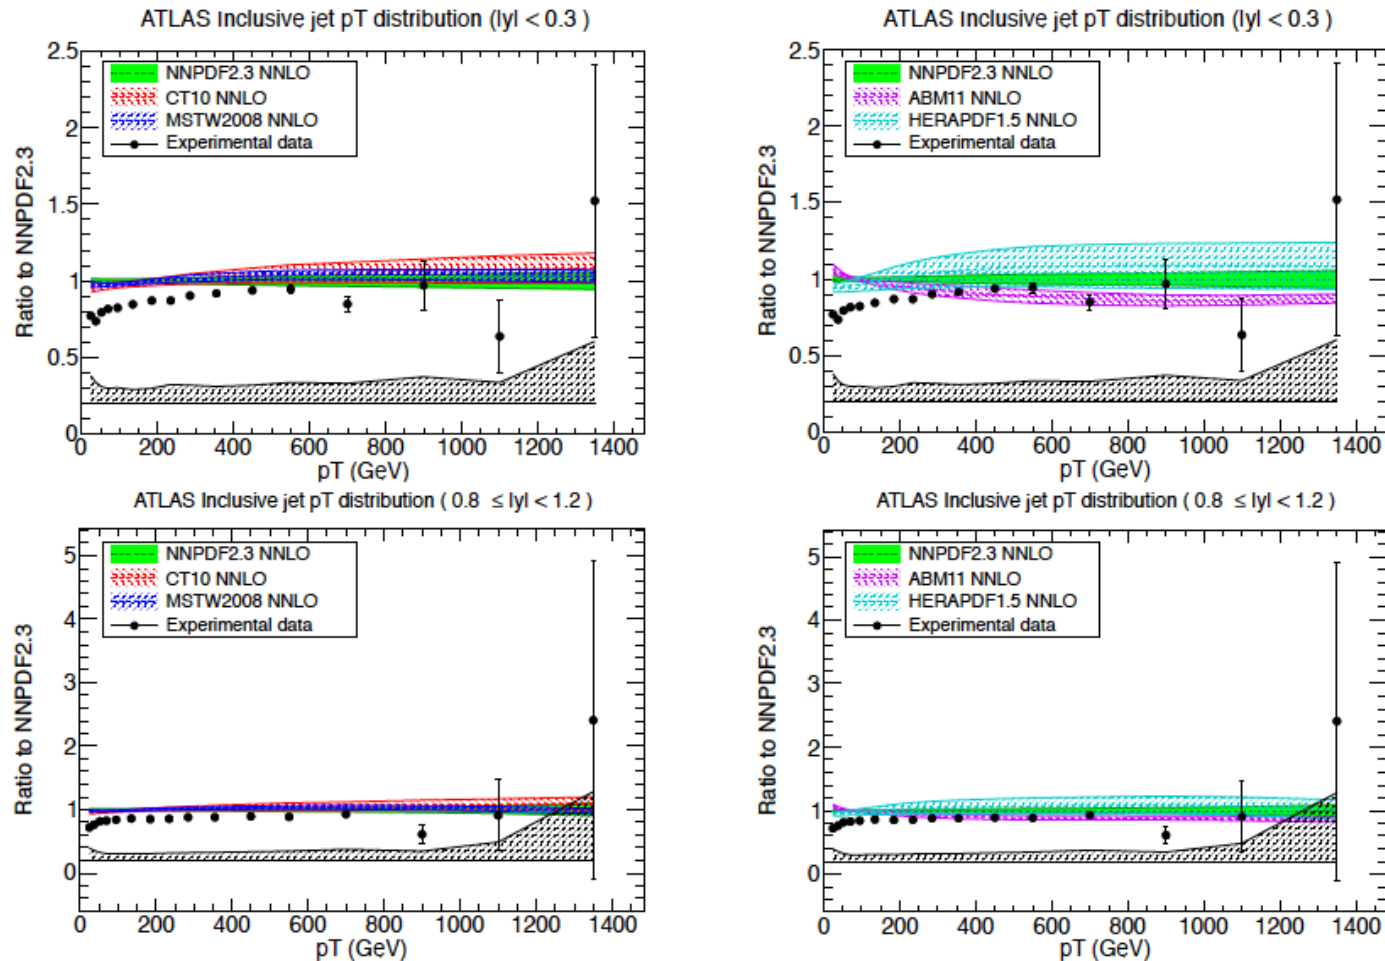 ATLAS Inclusive jet pT distribution (|y| < 0.3 )
2.5
2
1.5
1
0.5
0
Ratio to NNPDF2.3
NNPDF2.3 NNLO
CT10 NNLO
MSTW2008 NNLO
Experimental data
0 200 400 600 800 1000 1200 1400
pT (GeV)
ATLAS Inclusive jet pT distribution (|y| < 0.3 )
2.5
2
1.5
1
0.5
0
Ratio to NNPDF2.3
NNPDF2.3 NNLO
ABM11 NNLO
HERAPDF1.5 NNLO
Experimental data
0 200 400 600 800 1000 1200 1400
pT (GeV)
ATLAS Inclusive jet pT distribution ( 0.8 ≤ |y| < 1.2 )
5
4
3
2
1
0
Ratio to NNPDF2.3
NNPDF2.3 NNLO
CT10 NNLO
MSTW2008 NNLO
Experimental data
0 200 400 600 800 1000 1200 1400
pT (GeV)
ATLAS Inclusive jet pT distribution ( 0.8 ≤ |y| < 1.2 )
5
4
3
2
1
0
Ratio to NNPDF2.3
NNPDF2.3 NNLO
ABM11 NNLO
HERAPDF1.5 NNLO
Experimental data
0 200 400 600 800 1000 1200 1400
pT (GeV)